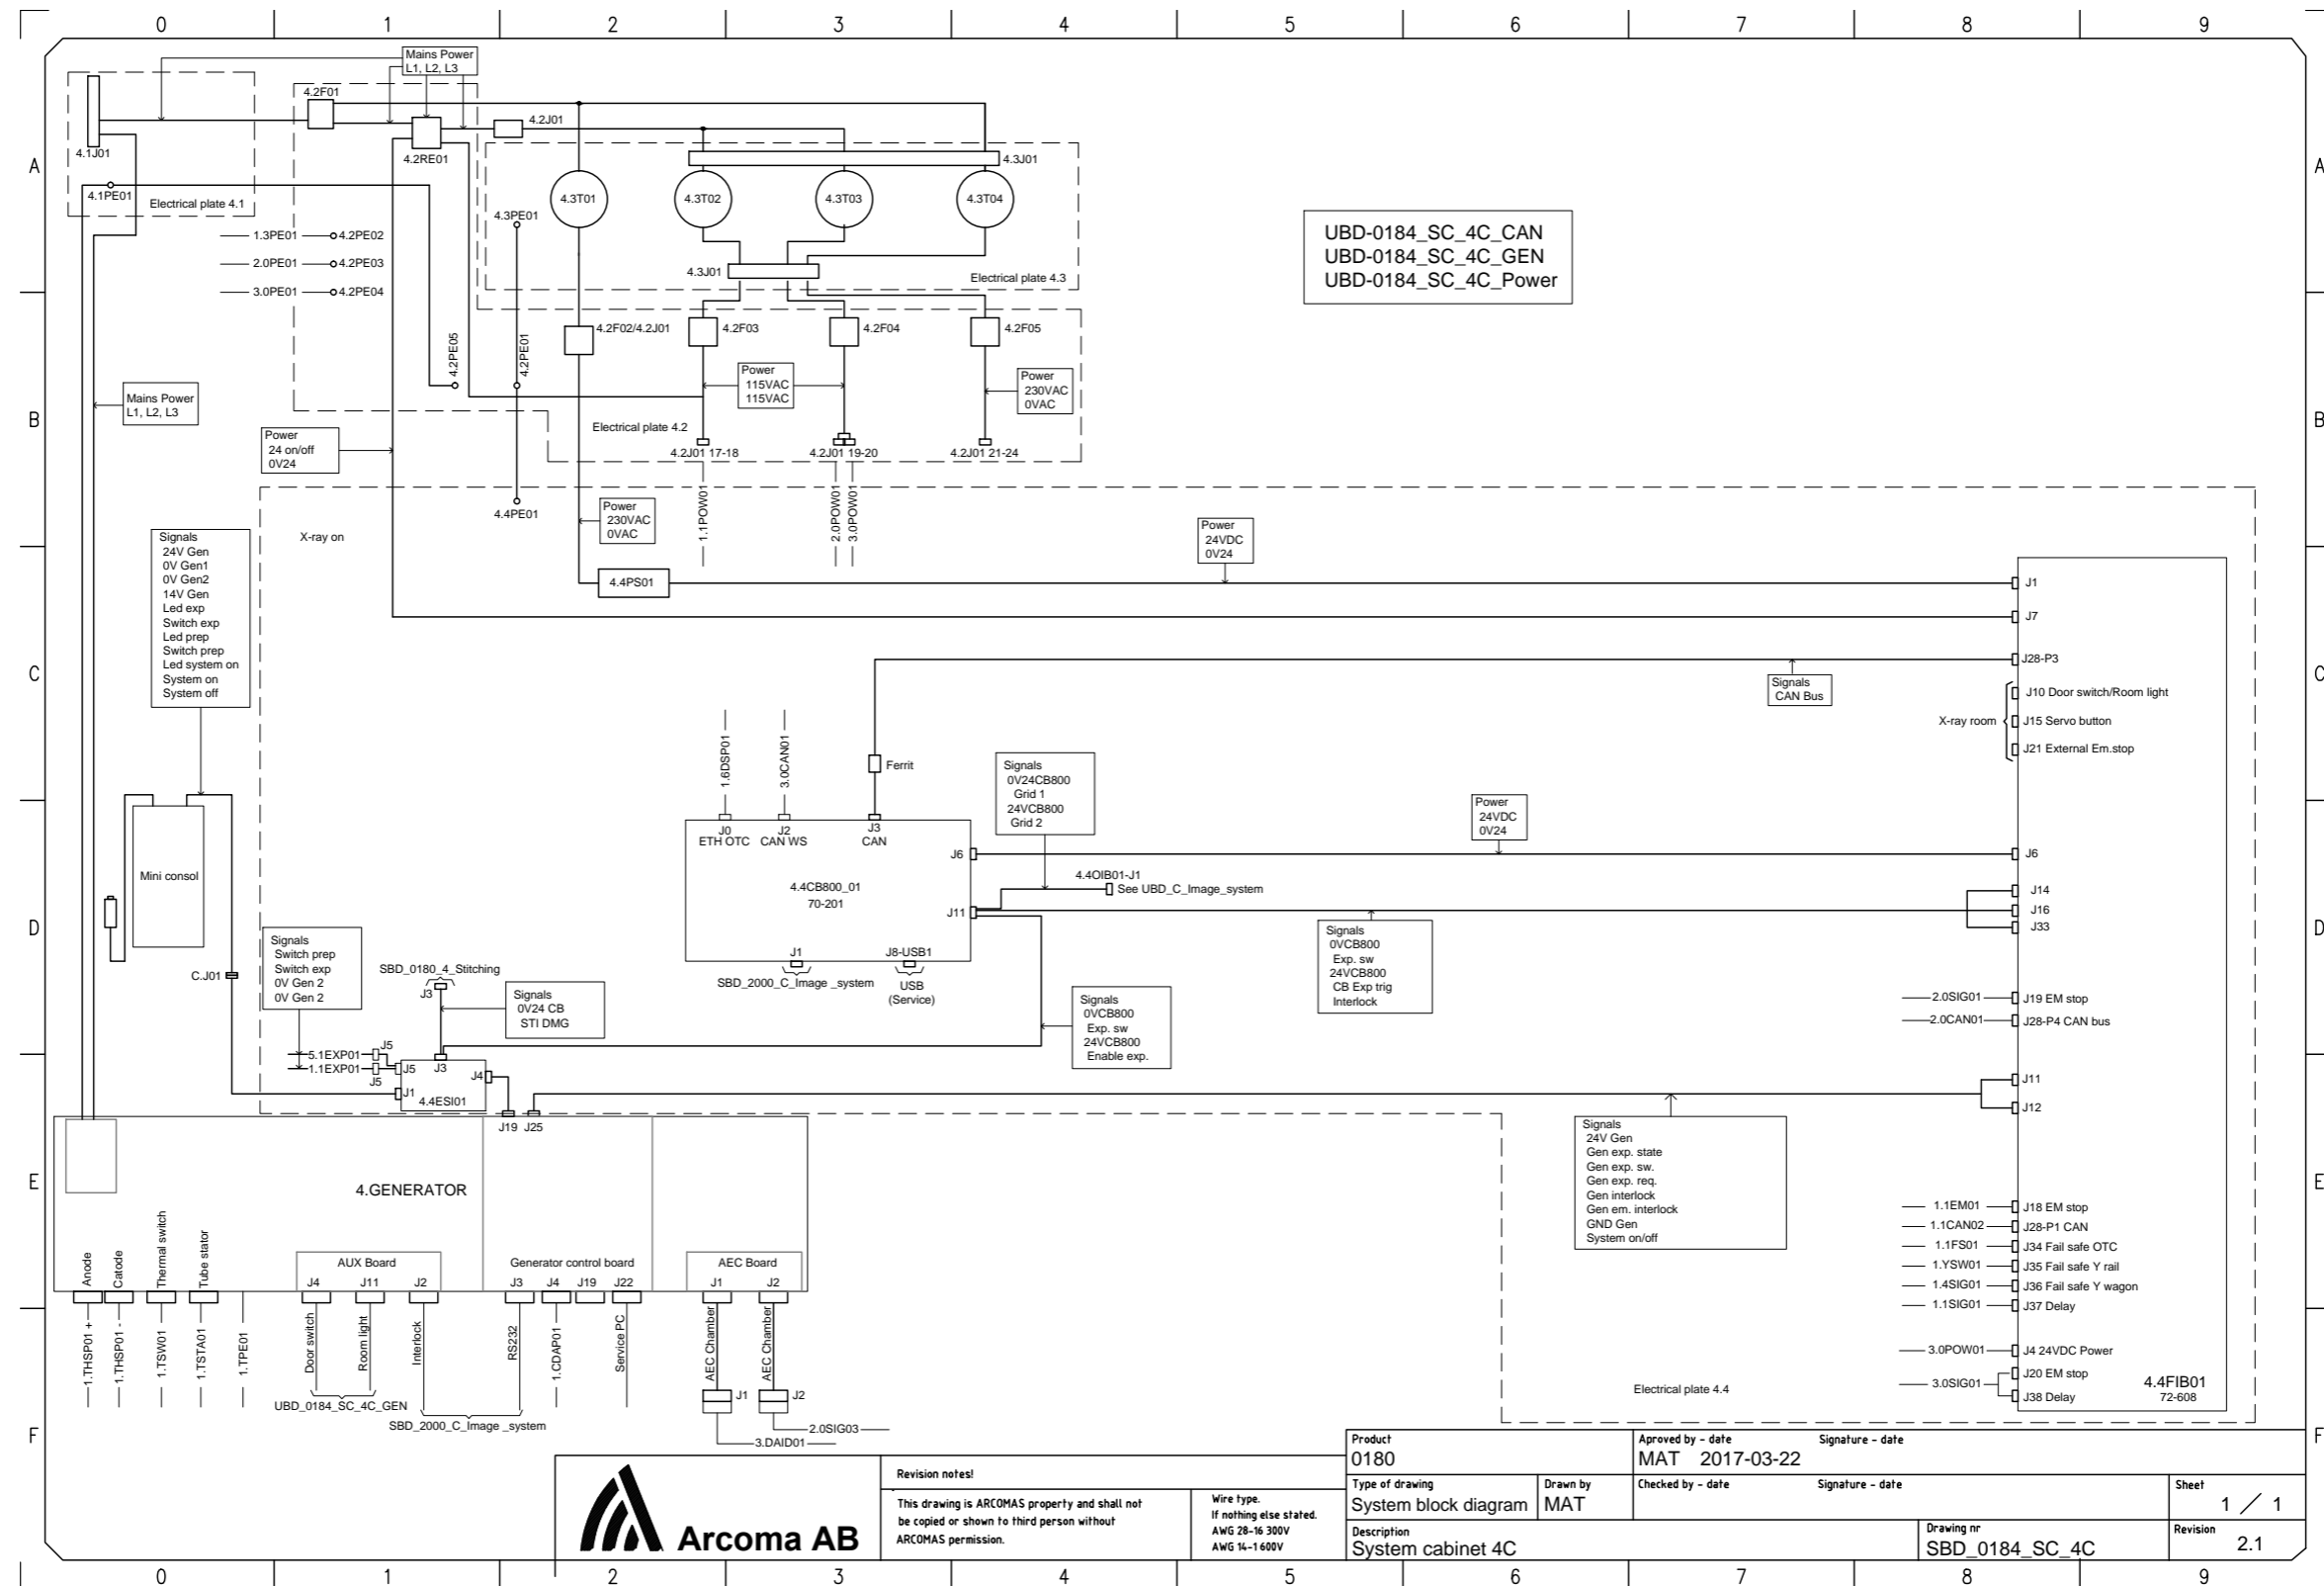 0 1 2 3 4 5 6 7 8 9
Mains Power
L1, L2, L3
4.2F01
4.2J01
4.1J01
4.2RE01
4.3J01
A
A
4.1PE01
Electrical plate 4.1
4.3T01
4.3T02
4.3T03
4.3T04
4.3PE01
1.3PE01
4.2PE02
2.0PE01
4.2PE03
3.0PE01
4.2PE04
4.3J01
Electrical plate 4.3
UBD-0184_SC_4C_CAN
UBD-0184_SC_4C_GEN
UBD-0184_SC_4C_Power
4.2PE05
4.2PE01
4.2F02/4.2J01
4.2F03
4.2F04
4.2F05
Power
115VAC
115VAC
Power
230VAC
0VAC
Mains Power
L1, L2, L3
B
B
Power
24 on/off
0V24
Electrical plate 4.2
4.2J01 17-18
4.2J01 19-20
4.2J01 21-24
4.4PE01
Power
230VAC
0VAC
1.1POW01
2.0POW01
3.0POW01
Power
24VDC
0V24
X-ray on
Signals
24V Gen
0V Gen1
0V Gen2
14V Gen
Led exp
Switch exp
Led prep
Switch prep
Led system on
System on
System off
4.4PS01
J1
J7
C
C
J28-P3
Signals
CAN Bus
X-ray room
J10 Door switch/Room light
J15 Servo button
J21 External Em.stop
1.6DSP01
3.0CAN01
Ferrit
Signals
0V24CB800
Grid 1
24VCB800
Grid 2
Power
24VDC
0V24
J0
ETH OTC
J2
CAN WS
J3
CAN
J6
J6
Mini consol
4.4CB800_01
70-201
4.4OIB01-J1
See UBD_C_Image_system
J11
J14
J16
J33
D
D
J1
J8-USB1
SBD_2000_C_Image _system
USB
(Service)
C.J01
Signals
Switch prep
Switch exp
0V Gen 2
0V Gen 2
SBD_0180_4_Stitching
J3
Signals
0V24 CB
STI DMG
Signals
0VCB800
Exp. sw
24VCB800
CB Exp trig
Interlock
Signals
0VCB800
Exp. sw
24VCB800
Enable exp.
2.0SIG01
J19 EM stop
2.0CAN01
J28-P4 CAN bus
5.1EXP01
J5
1.1EXP01
J5
J5
J3
J4
J1
4.4ESI01
J11
J12
J19
J25
Signals
24V Gen
Gen exp. state
Gen exp. sw.
Gen exp. req.
Gen interlock
Gen em. interlock
GND Gen
System on/off
E
E
4.GENERATOR
Anode
Catode
Thermal switch
Tube stator
AUX Board
J4
J11
J2
Generator control board
J3
J4
J19
J22
AEC Board
J1
J2
1.1EM01
J18 EM stop
1.1CAN02
J28-P1 CAN
1.1FS01
J34 Fail safe OTC
1.YSW01
J35 Fail safe Y rail
1.4SIG01
J36 Fail safe Y wagon
1.1SIG01
J37 Delay
3.0POW01
J4 24VDC Power
3.0SIG01
J20 EM stop
J38 Delay
4.4FIB01
72-608
1.THSP01 +
1.THSP01 -
1.TSW01
1.TSTA01
1.TPE01
Door switch
Room light
Interlock
RS232
1.CDAP01
Service PC
AEC Chamber
AEC Chamber
J1
J2
UBD_0184_SC_4C_GEN
SBD_2000_C_Image _system
2.0SIG03
3.DAID01
Electrical plate 4.4
F
F
Arcoma AB
Revision notes!
This drawing is ARCOMAS property and shall not
be copied or shown to third person without
ARCOMAS permission.
Wire type.
If nothing else stated.
AWG 28-16 300V
AWG 14-1 600V
Product
0180
Aproved by - date
Signature - date
MAT 2017-03-22
Type of drawing
System block diagram
Drawn by
MAT
Checked by - date
Signature - date
Sheet
1 / 1
Description
System cabinet 4C
Drawing nr
SBD_0184_SC_4C
Revision
2.1
0 1 2 3 4 5 6 7 8 9